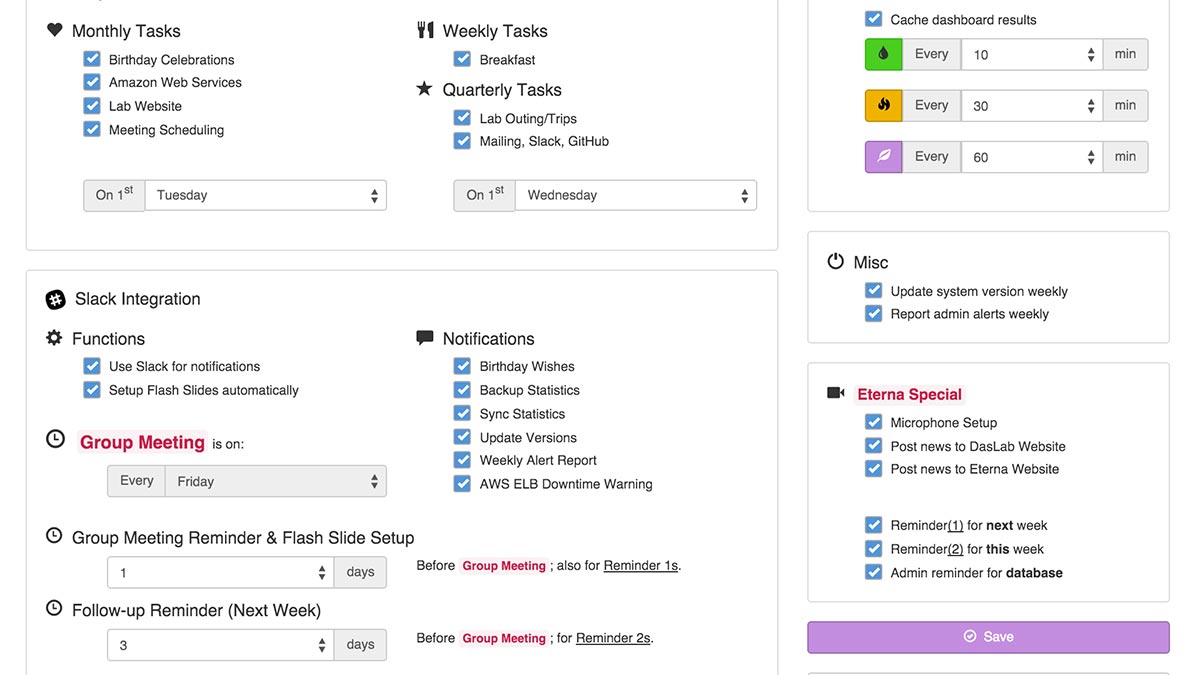 Monthly Tasks
Birthday Celebrations
Amazon Web Services
Lab Website
Meeting Scheduling
On 1st Tuesday
Weekly Tasks
Breakfast
Quarterly Tasks
Lab Outing/Trips
Mailing, Slack, GitHub
On 1st Wednesday
Slack Integration
Functions
Use Slack for notifications
Setup Flash Slides automatically
Group Meeting is on:
Every Friday
Notifications
Birthday Wishes
Backup Statistics
Sync Statistics
Update Versions
Weekly Alert Report
AWS ELB Downtime Warning
Group Meeting Reminder & Flash Slide Setup
1 days
Before Group Meeting ; also for Reminder 1s.
Follow-up Reminder (Next Week)
3 days
Before Group Meeting ; for Reminder 2s.
Cache dashboard results
Every 10 min
Every 30 min
Every 60 min
Misc
Update system version weekly
Report admin alerts weekly
Eterna Special
Microphone Setup
Post news to DasLab Website
Post news to Eterna Website
Reminder(1) for next week
Reminder(2) for this week
Admin reminder for database
Save